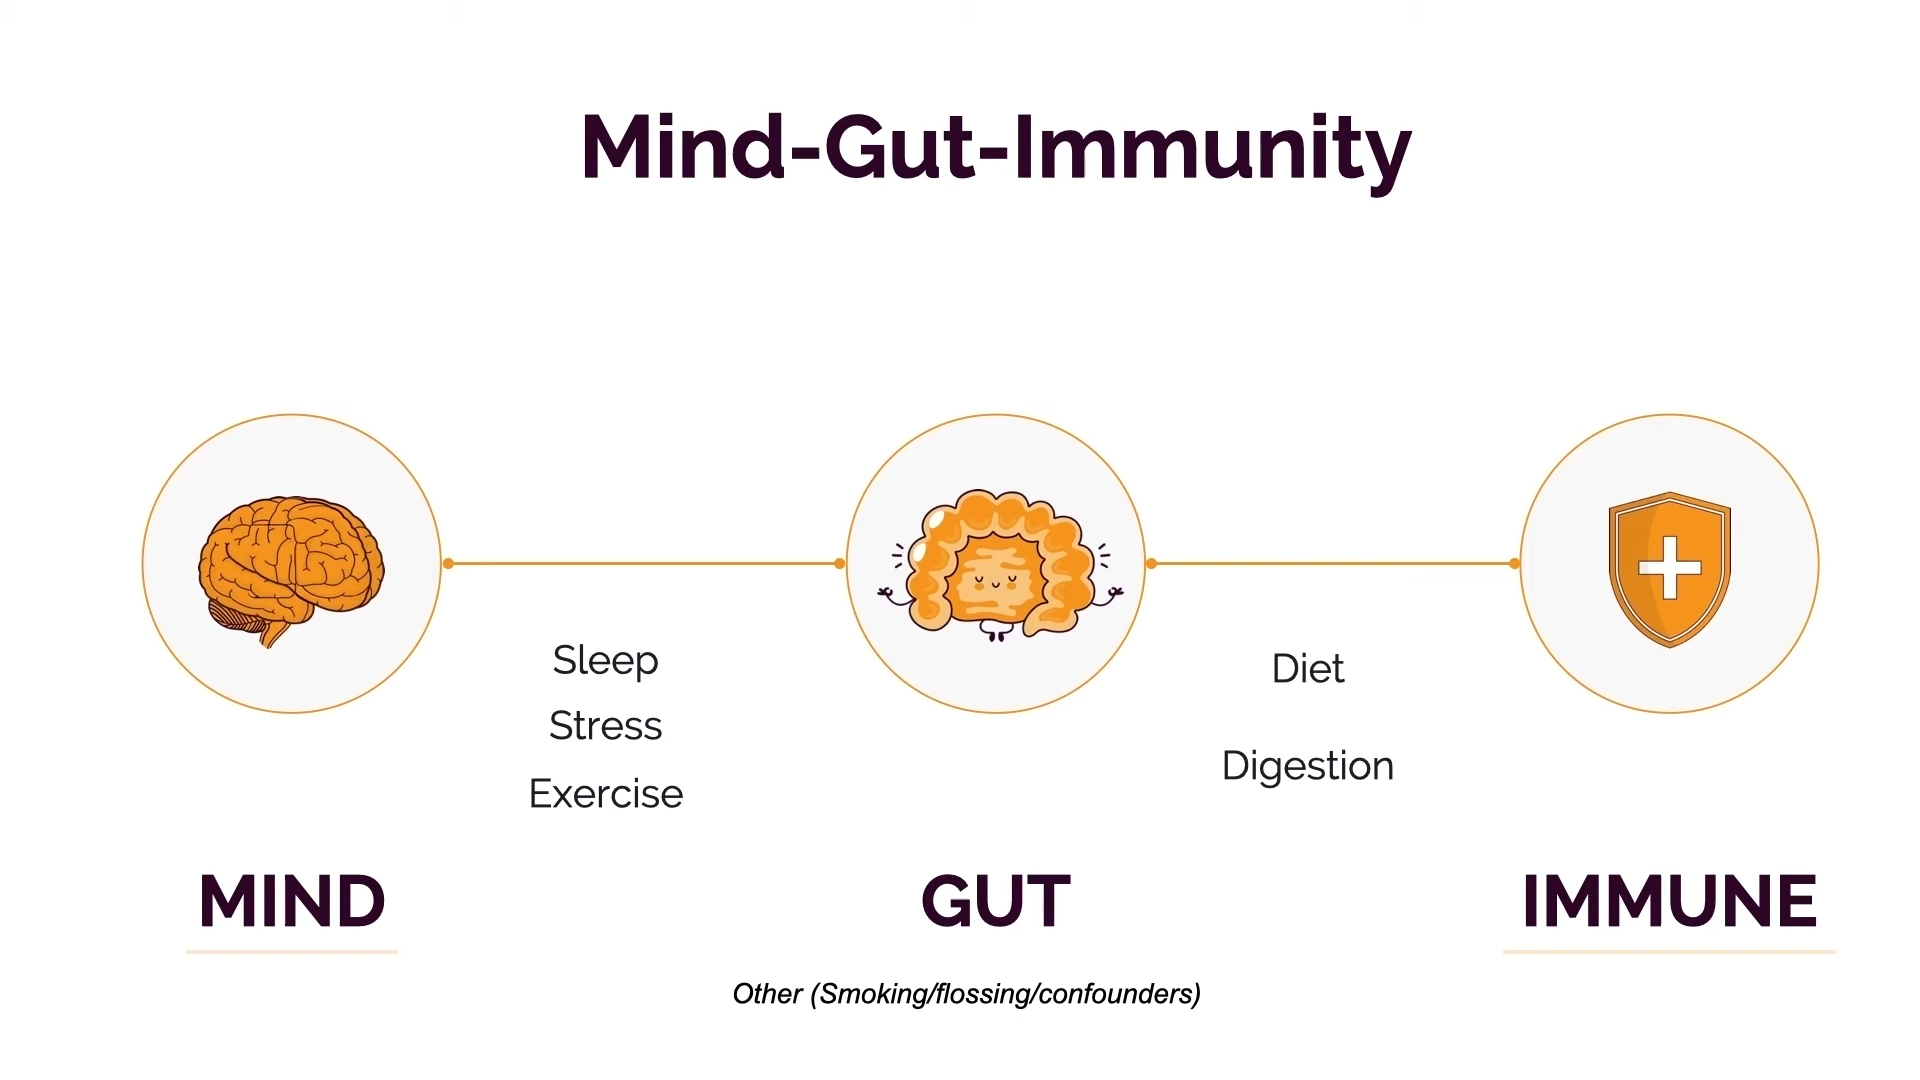 Mind-Gut-Immunity
Sleep
Stress
Exercise
Diet
Digestion
MIND
GUT
IMMUNE
Other (Smoking/flossing/confounders)